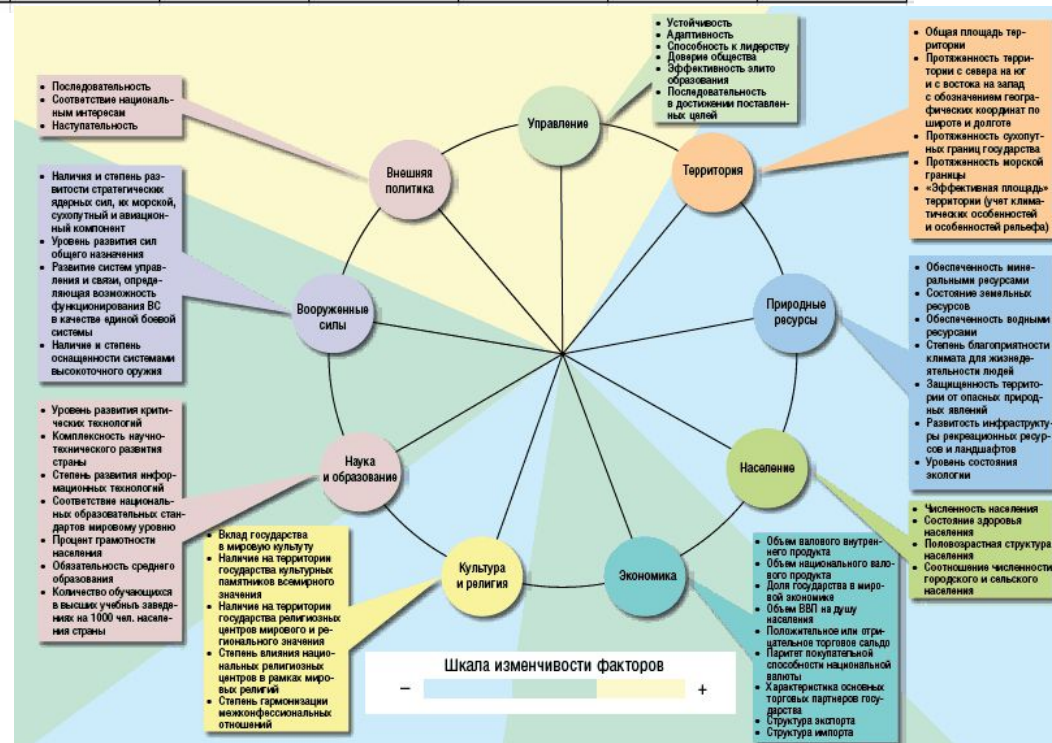 • Устойчивость
• Адаптивность
• Способность к лидерству
• Доверие общества
• Эффективность элито
образования
• Последовательность
в достижении поставлен-
ных целей
Управление
• Общая площадь тер-
ритории
• Протяженность терри-
тории с севера на юг
и с востока на запад
с обозначением геогра-
фических координат по
широте и долготе
• Протяженность сухопут-
ных границ государства
• Протяженность морской
границы
• «Эффективная площадь»
территории (учет клима-
тических особенностей
и особенностей рельефа)
Территория
• Обеспеченность мине-
ральными ресурсами
• Состояние земельных
ресурсов
• Обеспеченность водными
ресурсами
• Степень благоприятности
климата для жизнеде-
ятельности людей
• Защищенность террито-
рии от опасных природ-
ных явлений
• Развитость инфраструкту-
ры рекреационных ресур-
сов и ландшафтов
• Уровень состояния
экологии
Природные
ресурсы
• Численность населения
• Состояние здоровья
населения
• Половозрастная структура
населения
• Соотношение численности
городского и сельского
населения
Население
• Объем валового внутрен-
него продукта
• Объем национального вало-
вого продукта
• Доля государства в миро-
вой экономике
• Объем ВВП на душу
населения
• Положительное или отри-
цательное торговое сальдо
• Паритет покупательной
способности национальной
валюты
• Характеристика основных
торговых партнеров госу-
дарства
• Структура экспорта
• Структура импорта
Экономика
• Вклад государства
в мировую культуту
• Наличие на территории
государства культурных
памятников всемирного
значения
• Наличие на территории
государства религиозных
центров мирового и ре-
гионального значения
• Степень влияния нацио-
нальных религиозных
центров в рамках миро-
вых религий
• Степень гармонизации
межконфессиональных
отношений
Культура
и религия
• Уровень развития крити-
ческих технологий
• Комплексность научно-
технического развития
страны
• Степень развития инфор-
мационных технологий
• Соответствие националь-
ных образовательных стан-
дартов мировому уровню
• Процент грамотности
населения
• Обязательность среднего
образования
• Количество обучающихся
в высших учебных заведе-
ниях на 1000 чел. населе-
ния страны
Наука
и образование
• Наличия и степень раз-
витости стратегических
ядерных сил, их морской,
сухопутный и авиацион-
ный компонент
• Уровень развития сил
общего назначения
• Развитие систем управ-
ления и связи, опреде-
ляющая возможность
функционирования ВС
в качестве единой боевой
системы
• Наличие и степень
оснащенности системами
высокоточного оружия
Вооруженные
силы
• Последовательность
• Соответствие националь-
ным интересам
• Наступательность
Внешняя
политика
Шкала изменчивости факторов
– +